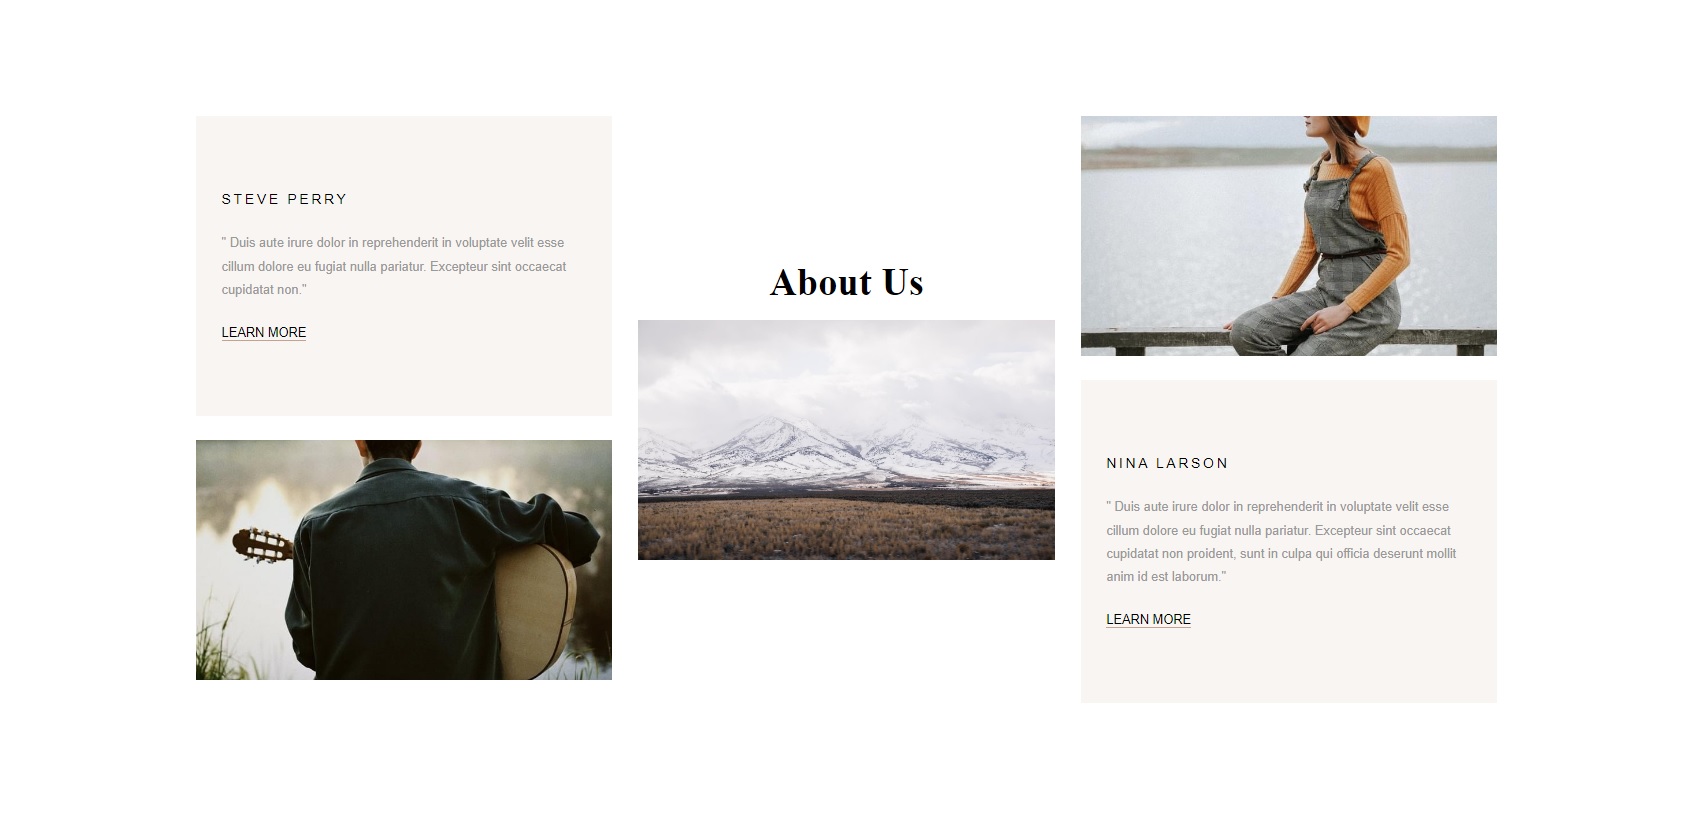 STEVE PERRY
" Duis aute irure dolor in reprehenderit in voluptate velit esse
cillum dolore eu fugiat nulla pariatur. Excepteur sint occaecat
cupidatat non."
LEARN MORE
About Us
NINA LARSON
" Duis aute irure dolor in reprehenderit in voluptate velit esse
cillum dolore eu fugiat nulla pariatur. Excepteur sint occaecat
cupidatat non proident, sunt in culpa qui officia deserunt mollit
anim id est laborum."
LEARN MORE